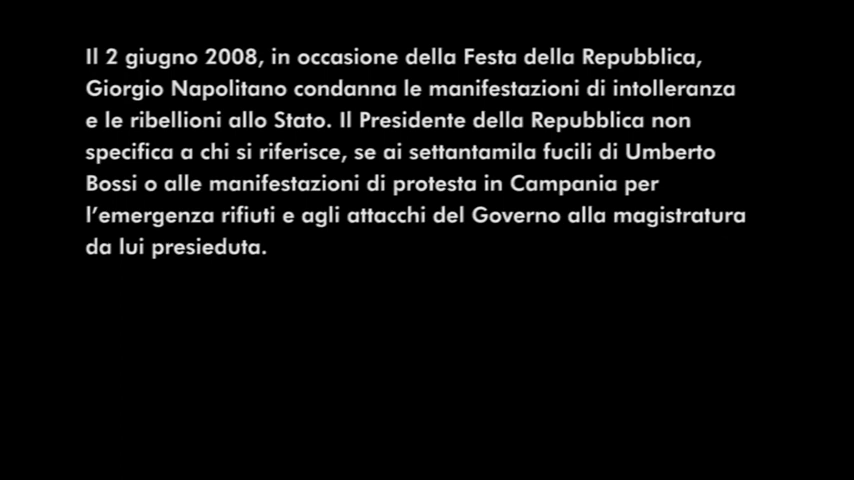 Il 2 giugno 2008, in occasione della Festa della Repubblica,
Giorgio Napolitano condanna le manifestazioni di intolleranza
e le ribellioni allo Stato. Il Presidente della Repubblica non
specifica a chi si riferisce, se ai settantamila fucili di Umberto
Bossi o alle manifestazioni di protesta in Campania per
l’emergenza rifiuti e agli attacchi del Governo alla magistratura
da lui presieduta.